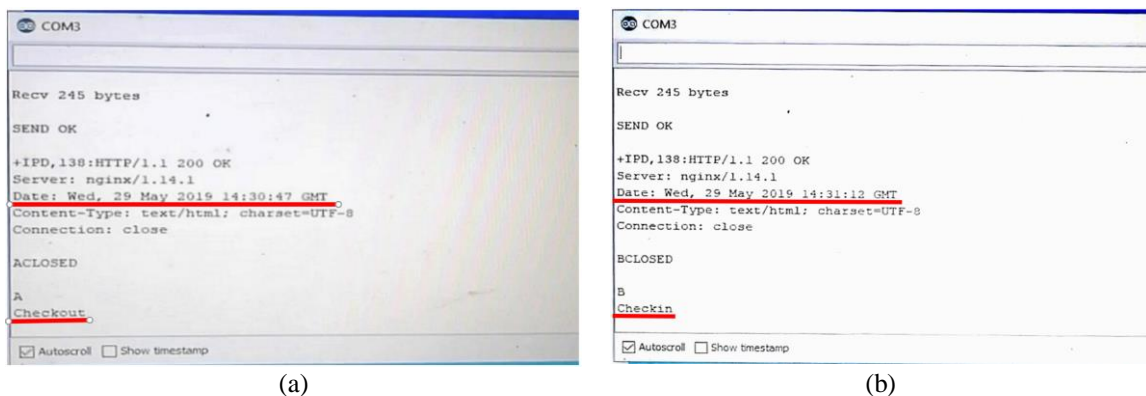 COM3
Recv 245 bytes
SEND OK
+IPD,138:HTTP/1.1 200 OK
Server: nginx/1.14.1
Date: Wed, 29 May 2019 14:30:47 GMT
Content-Type: text/html; charset=UTF-8
Connection: close
ACLOSED
A
Checkout
Autoscroll Show timestamp
(a)
COM3
Recv 245 bytes
SEND OK
+IPD,138:HTTP/1.1 200 OK
Server: nginx/1.14.1
Date: Wed, 29 May 2019 14:31:12 GMT
Content-Type: text/html; charset=UTF-8
Connection: close
BCLOSED
B
Checkin
Autoscroll Show timestamp
(b)